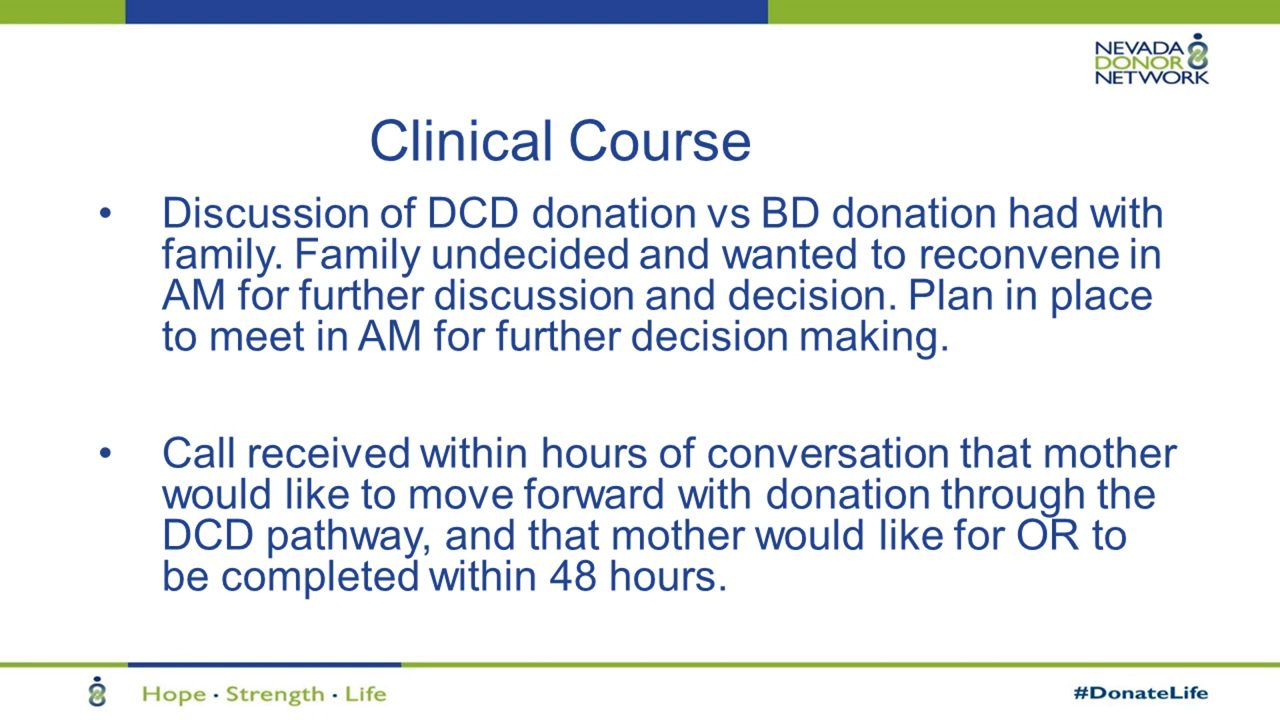 NEVADA
DONOR
NETWORK
Clinical Course
• Discussion of DCD donation vs BD donation had with
family. Family undecided and wanted to reconvene in
AM for further discussion and decision. Plan in place
to meet in AM for further decision making.
• Call received within hours of conversation that mother
would like to move forward with donation through the
DCD pathway, and that mother would like for OR to
be completed within 48 hours.
Hope · Strength · Life
#DonateLife